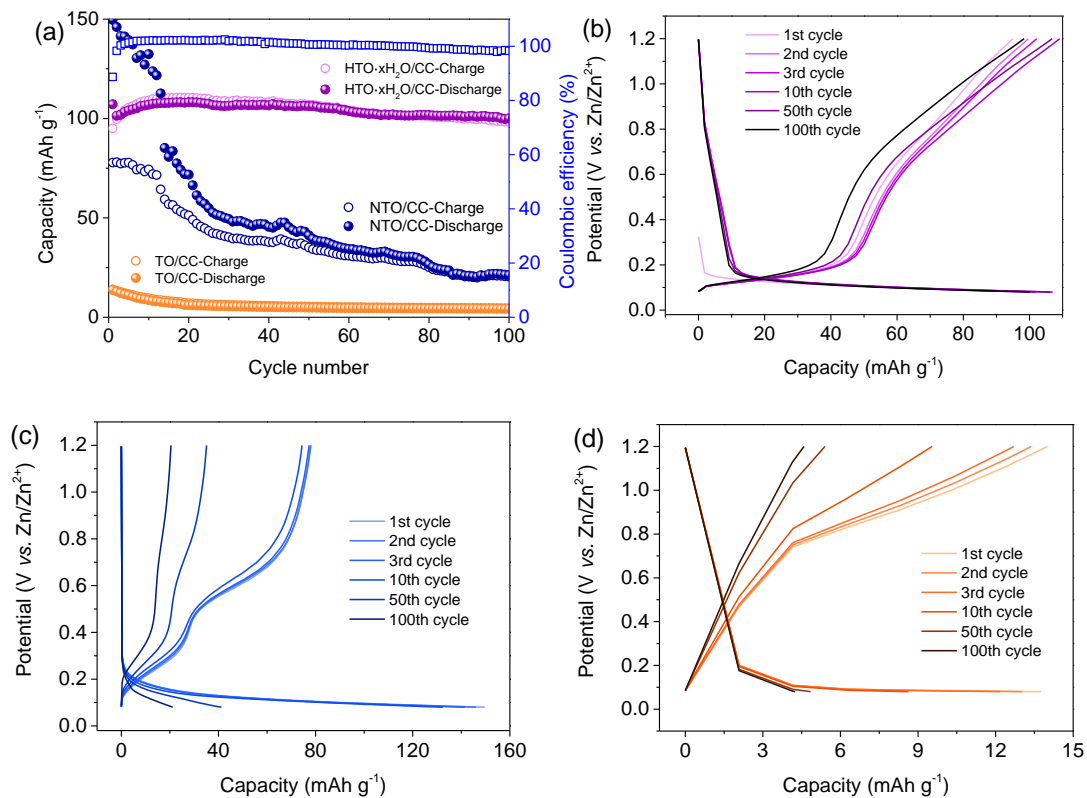 (a)
150
100
50
0
0
20
40
60
80
100
100
80
60
40
20
0
Capacity (mAh g⁻¹)
Cycle number
Coulombic efficiency (%)
HTO·xH₂O/CC-Charge
HTO·xH₂O/CC-Discharge
NTO/CC-Charge
NTO/CC-Discharge
TO/CC-Charge
TO/CC-Discharge
(b)
1.2
1.0
0.8
0.6
0.4
0.2
0.0
0
20
40
60
80
100
Potential (V vs. Zn/Zn²⁺)
Capacity (mAh g⁻¹)
1st cycle
2nd cycle
3rd cycle
10th cycle
50th cycle
100th cycle
(c)
1.2
1.0
0.8
0.6
0.4
0.2
0.0
0
40
80
120
160
Potential (V vs. Zn/Zn²⁺)
Capacity (mAh g⁻¹)
1st cycle
2nd cycle
3rd cycle
10th cycle
50th cycle
100th cycle
(d)
1.2
1.0
0.8
0.6
0.4
0.2
0.0
0
3
6
9
12
15
Potential (V vs. Zn/Zn²⁺)
Capacity (mAh g⁻¹)
1st cycle
2nd cycle
3rd cycle
10th cycle
50th cycle
100th cycle